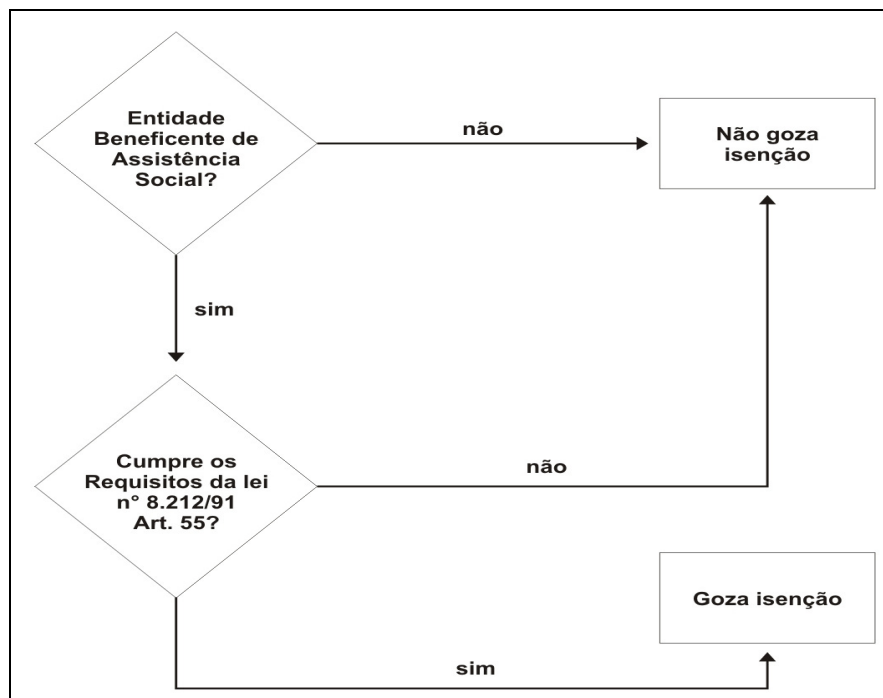 Entidade
Beneficente de
Assistência
Social?
não
Não goza
isenção
sim
Cumpre os
Requisitos da lei
n° 8.212/91
Art. 55?
não
Goza isenção
sim